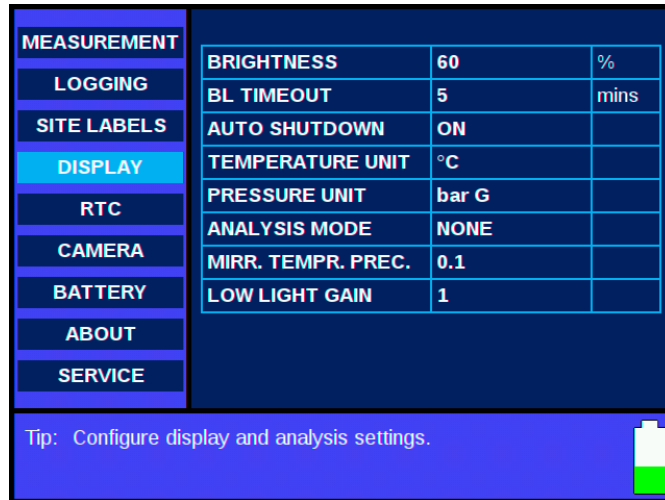 MEASUREMENT
LOGGING
SITE LABELS
DISPLAY
RTC
CAMERA
BATTERY
ABOUT
SERVICE
BRIGHTNESS 60 %
BL TIMEOUT 5 mins
AUTO SHUTDOWN ON
TEMPERATURE UNIT °C
PRESSURE UNIT bar G
ANALYSIS MODE NONE
MIRR. TEMPR. PREC. 0.1
LOW LIGHT GAIN 1
Tip: Configure display and analysis settings.